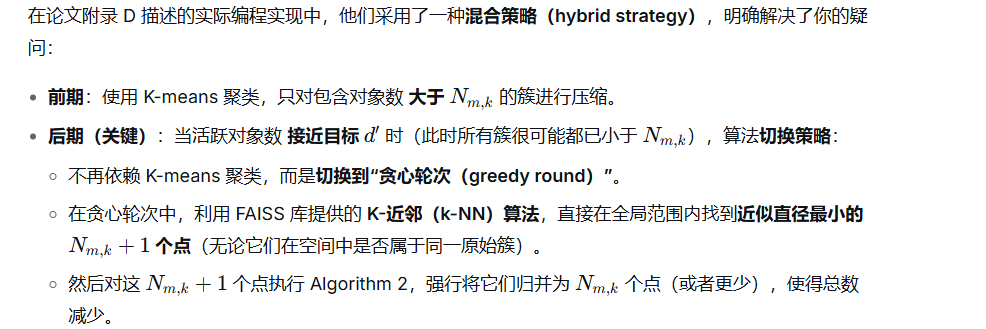 在论文附录 D 描述的实际编程实现中，他们采用了一种混合策略（hybrid strategy），明确解决了你的疑
问：
• 前期：使用 K-means 聚类，只对包含对象数 大于 N_{m,k} 的簇进行压缩。
• 后期（关键）：当活跃对象数 接近目标 d′ 时（此时所有簇很可能都已小于 N_{m,k}），算法切换策略：
○ 不再依赖 K-means 聚类，而是切换到“贪心轮次（greedy round）”。
○ 在贪心轮次中，利用 FAISS 库提供的 K-近邻（k-NN）算法，直接在全局范围内找到近似直径最小的
N_{m,k} + 1 个点（无论它们在空间中是否属于同一原始簇）。
○ 然后对这 N_{m,k} + 1 个点执行 Algorithm 2，强行将它们归并为 N_{m,k} 个点（或者更少），使得总数
减少。